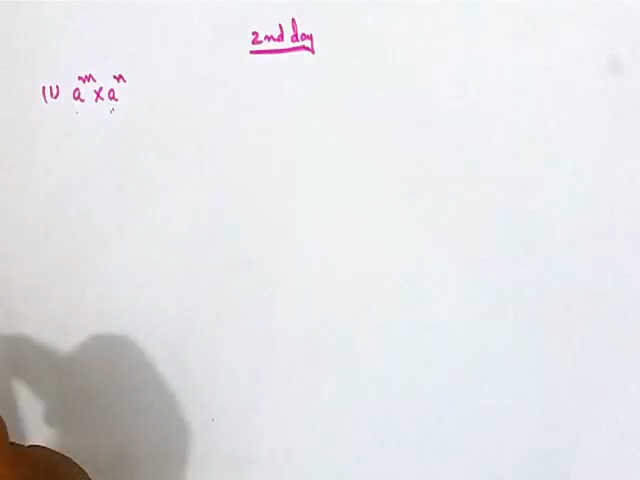 2nd day
(1) a^m × a^n